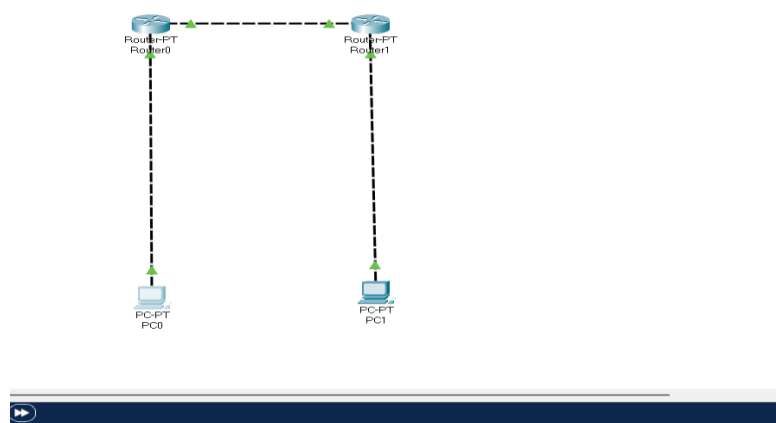 Router-PT
Router0
Router-PT
Router1
PC-PT
PC0
PC-PT
PC1